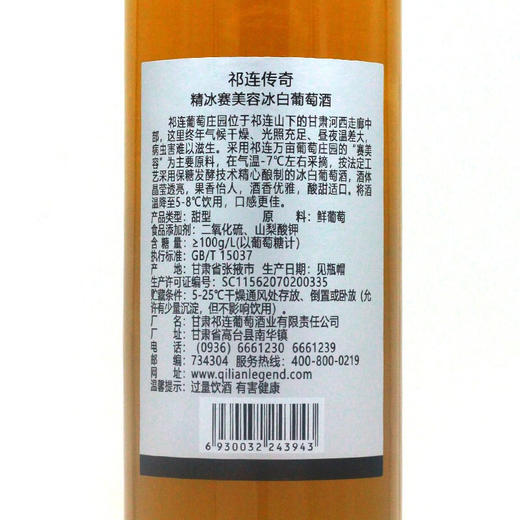 祁连传奇
精冰赛美容冰白葡萄酒
祁连葡萄庄园位于祁连山下的甘肃河西走廊中
部，这里终年气候干燥、光照充足、昼夜温差大，
病虫害难以滋生。采用祁连万亩葡萄庄园的“赛美
容”为主要原料，在气温-7℃左右采摘，按法定工
艺采用保糖发酵技术精心酿制的冰白葡萄酒，酒体
晶莹透亮，果香怡人，酒香优雅，酸甜适口。将酒
温降至5-8℃饮用，口感更佳。
产品类型：甜型 原 料：鲜葡萄
食品添加剂：二氧化硫、山梨酸钾
含 糖 量：≥100g/L(以葡萄糖计)
执行标准：GB/T 15037
产 地：甘肃省张掖市 生产日期：见瓶帽
生产许可证编号：SC11562070200335
贮藏条件：5-25℃干燥通风处存放、倒置或卧放（允
许有少量沉淀，但不影响饮用）。
厂 名：甘肃祁连葡萄酒业有限责任公司
厂 址：甘肃省高台县南华镇
电 话：(0936) 6661230 6661239
邮 编：734304 服务热线：400-800-0219
网 址：www.qilianlegend.com
温馨提示：过量饮酒 有害健康
6 930032 243943